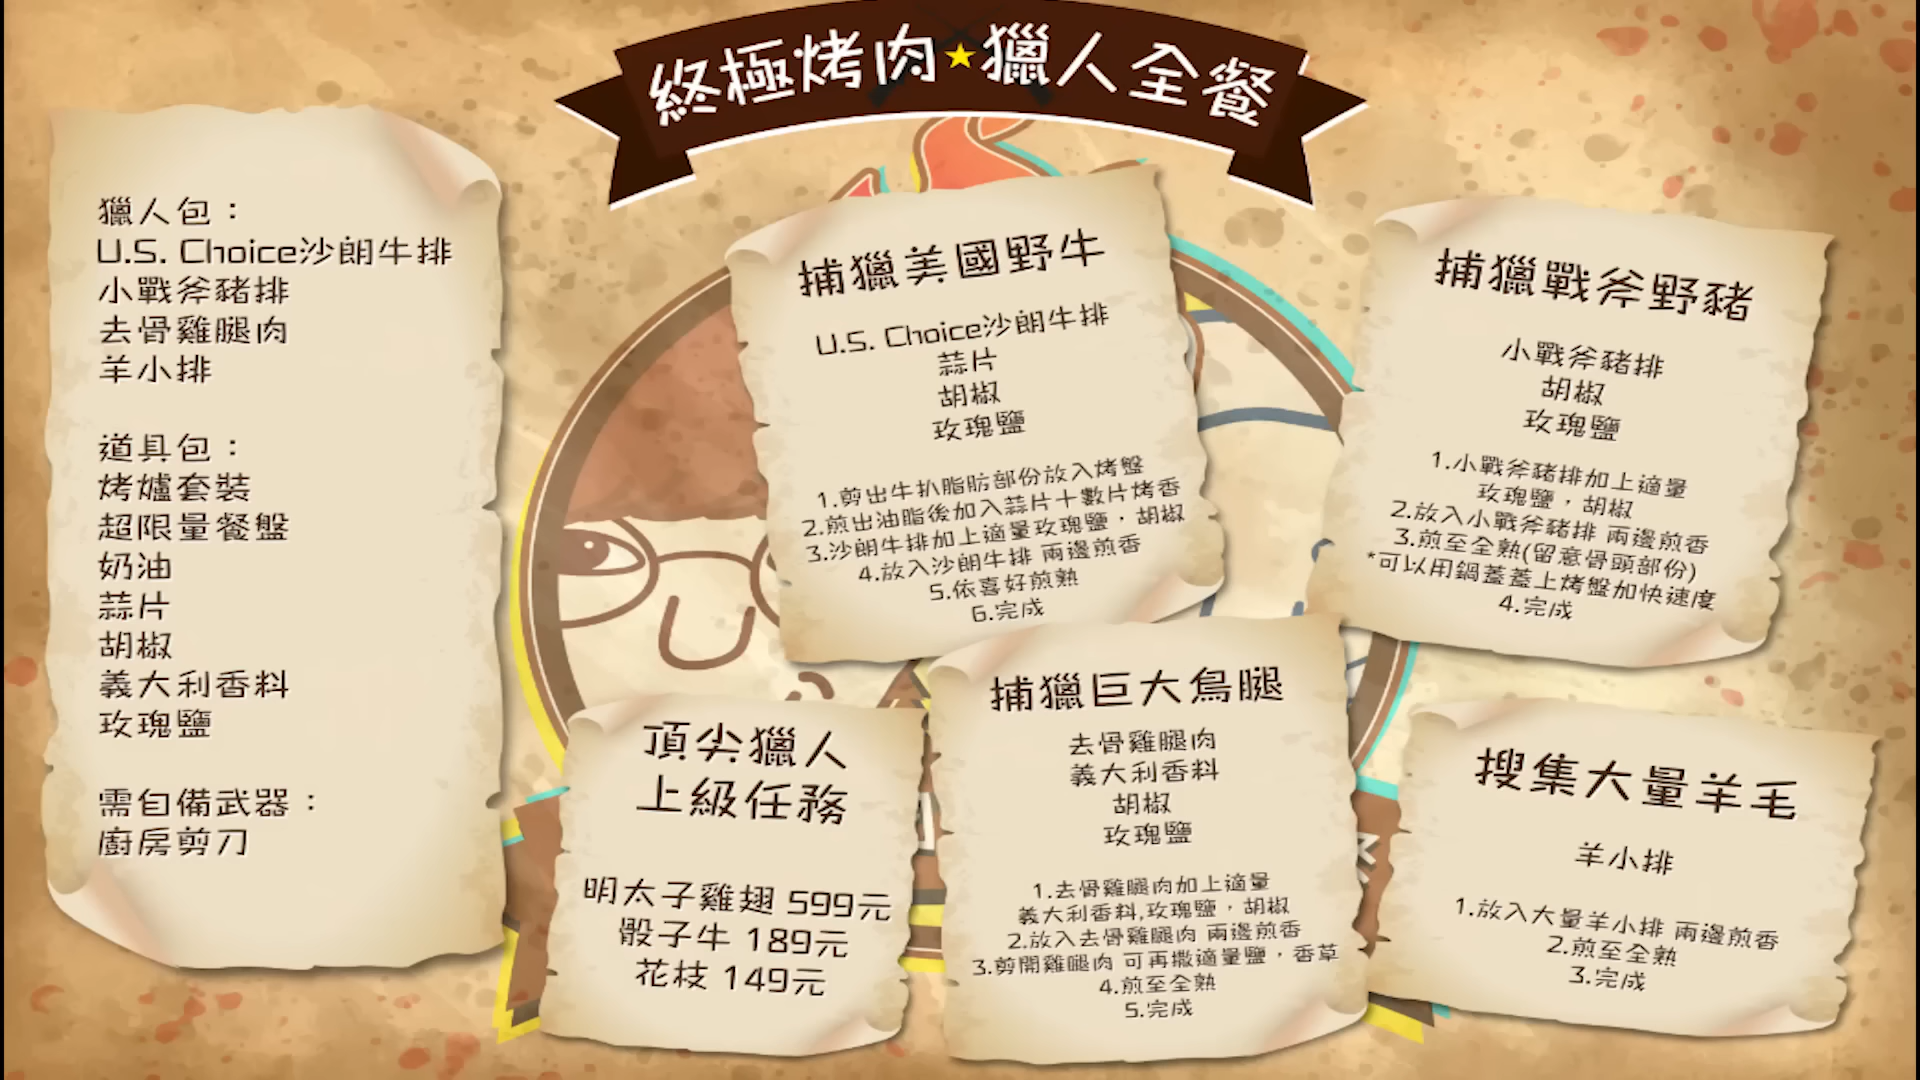 終極烤肉★獵人全餐
獵人包：
U.S. Choice沙朗牛排
小戰斧豬排
去骨雞腿肉
羊小排
道具包：
烤爐套裝
超限量餐盤
奶油
蒜片
胡椒
義大利香料
玫瑰鹽
需自備武器：
廚房剪刀
捕獵美國野牛
U.S. Choice沙朗牛排
蒜片
胡椒
玫瑰鹽
1.剪出牛扒脂肪部份放入烤盤
2.煎出油脂後加入蒜片十數片烤香
3.沙朗牛排加上適量玫瑰鹽，胡椒
4.放入沙朗牛排 兩邊煎香
5.依喜好煎熟
6.完成
捕獵戰斧野豬
小戰斧豬排
胡椒
玫瑰鹽
1.小戰斧豬排加上適量
玫瑰鹽，胡椒
2.放入小戰斧豬排 兩邊煎香
3.煎至全熟(留意骨頭部份)
*可以用鍋蓋蓋上烤盤加快速度
4.完成
頂尖獵人
上級任務
明太子雞翅 599元
骰子牛 189元
花枝 149元
捕獵巨大鳥腿
去骨雞腿肉
義大利香料
胡椒
玫瑰鹽
1.去骨雞腿肉加上適量
義大利香料,玫瑰鹽，胡椒
2.放入去骨雞腿肉 兩邊煎香
3.剪開雞腿肉 可再撒適量鹽，香草
4.煎至全熟
5.完成
搜集大量羊毛
羊小排
1.放入大量羊小排 兩邊煎香
2.煎至全熟
3.完成